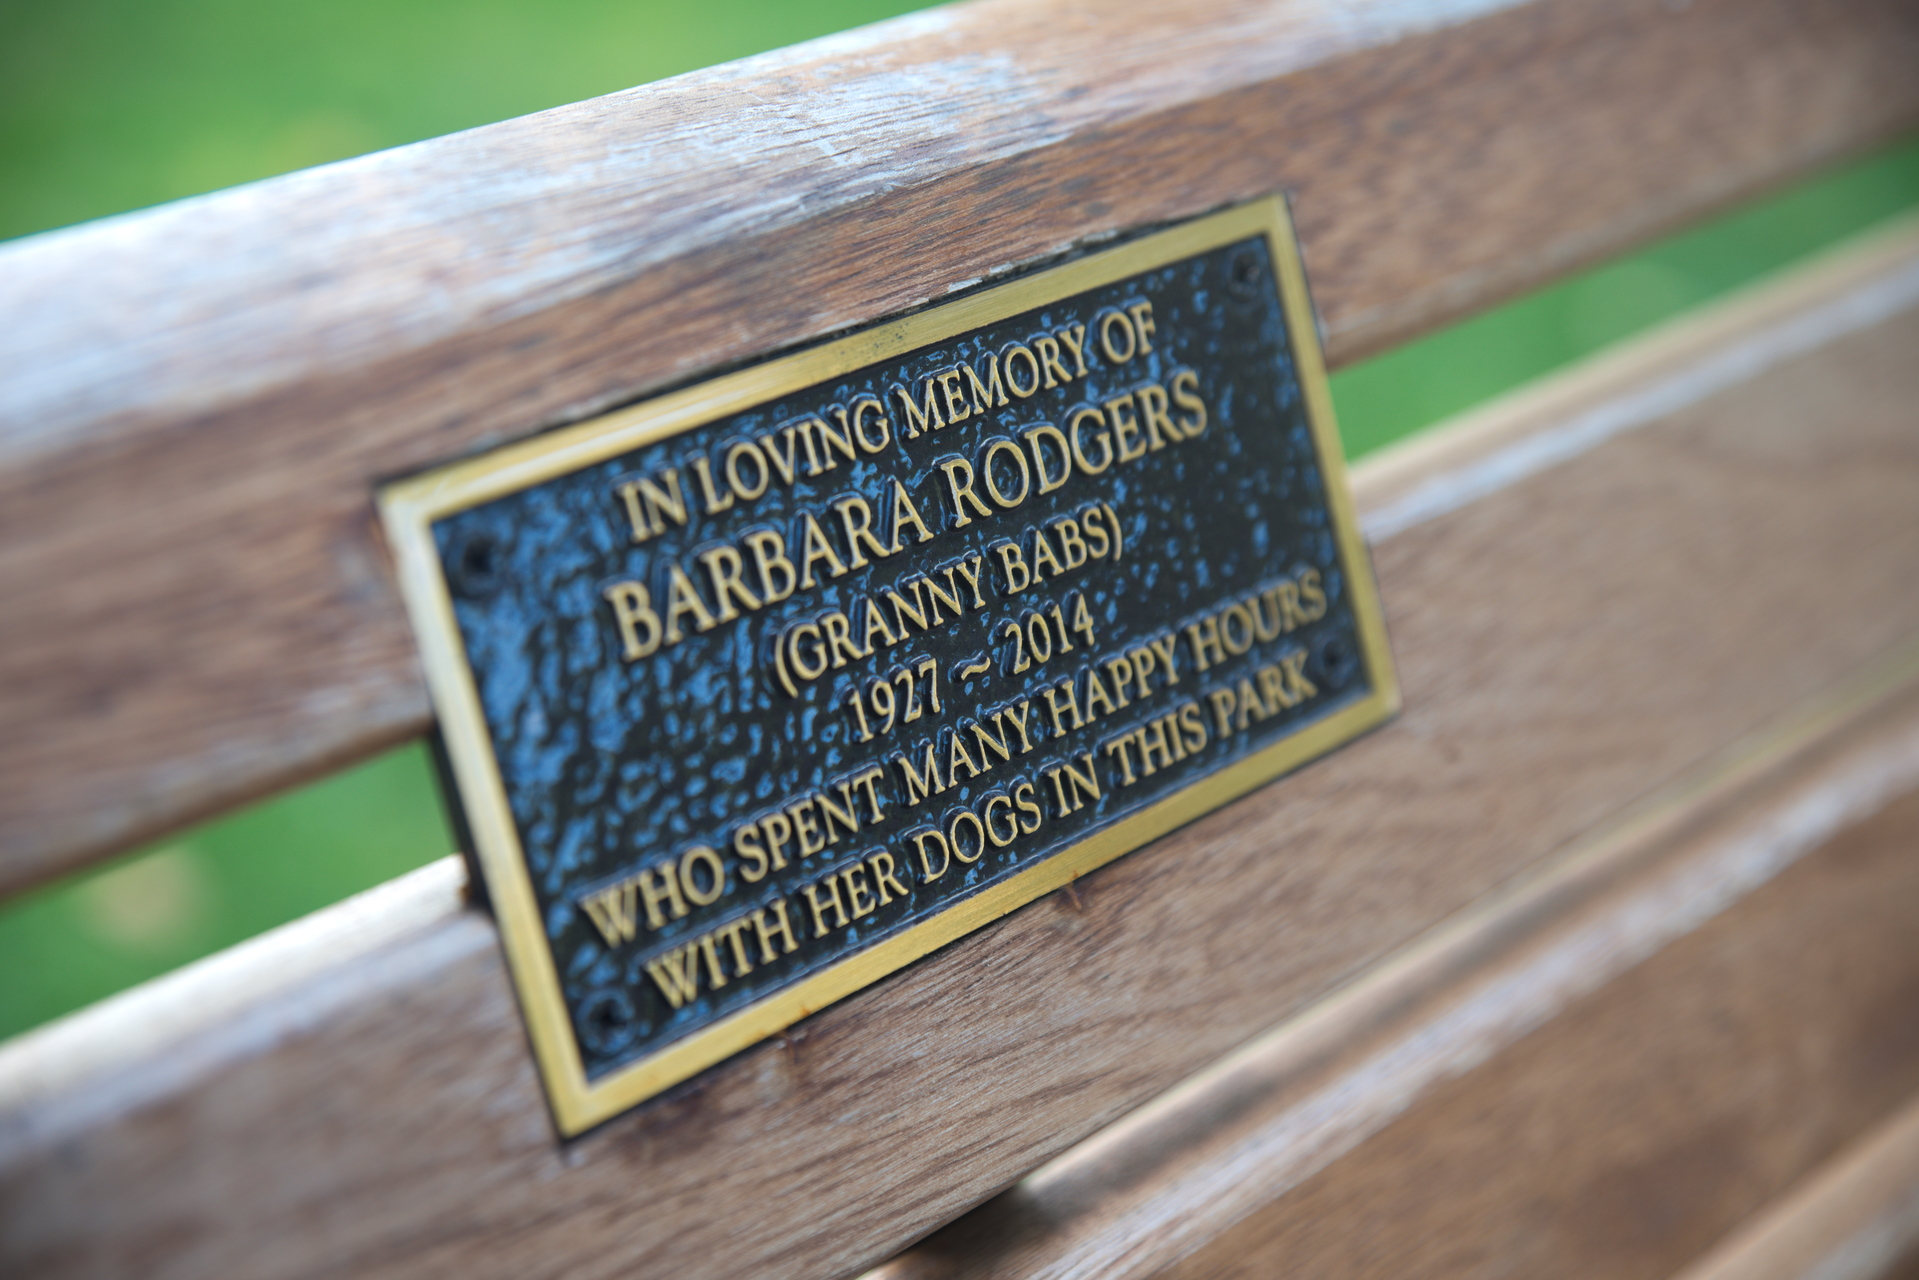 IN LOVING MEMORY OF
BARBARA RODGERS
(GRANNY BABS)
1927 ~ 2014
WHO SPENT MANY HAPPY HOURS
WITH HER DOGS IN THIS PARK